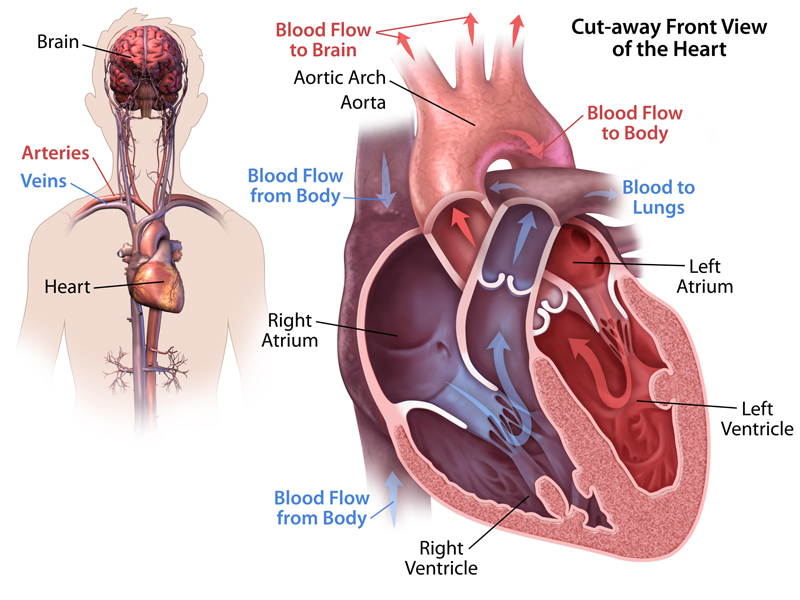 Brain
Arteries
Veins
Heart
Cut-away Front View
of the Heart
Blood Flow
to Brain
Aortic Arch
Aorta
Blood Flow
to Body
Blood Flow
from Body
Blood to
Lungs
Left
Atrium
Right
Atrium
Left
Ventricle
Blood Flow
from Body
Right
Ventricle